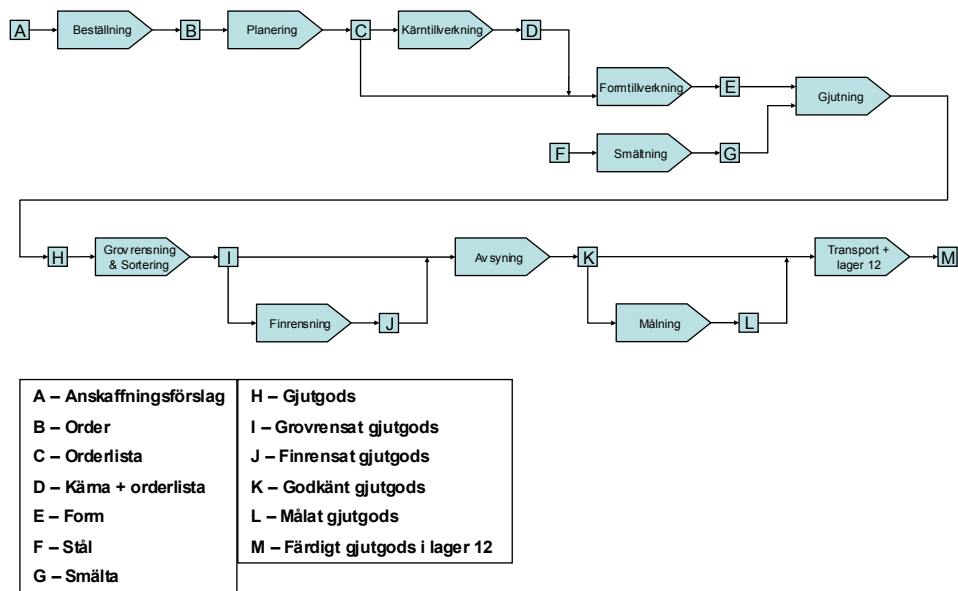 A
Beställning
B
Planering
C
Kärntillverkning
D
Formtillverkning
E
Gjutning
F
Smältning
G
H
Grovrensning
& Sortering
I
Avsyning
K
Transport +
lager 12
M
Finrensning
J
Målning
L
A – Anskaffningsförslag
B – Order
C – Orderlista
D – Kärna + orderlista
E – Form
F – Stål
G – Smälta
H – Gjutgods
I – Grovrensat gjutgods
J – Finrensat gjutgods
K – Godkänt gjutgods
L – Målat gjutgods
M – Färdigt gjutgods i lager 12